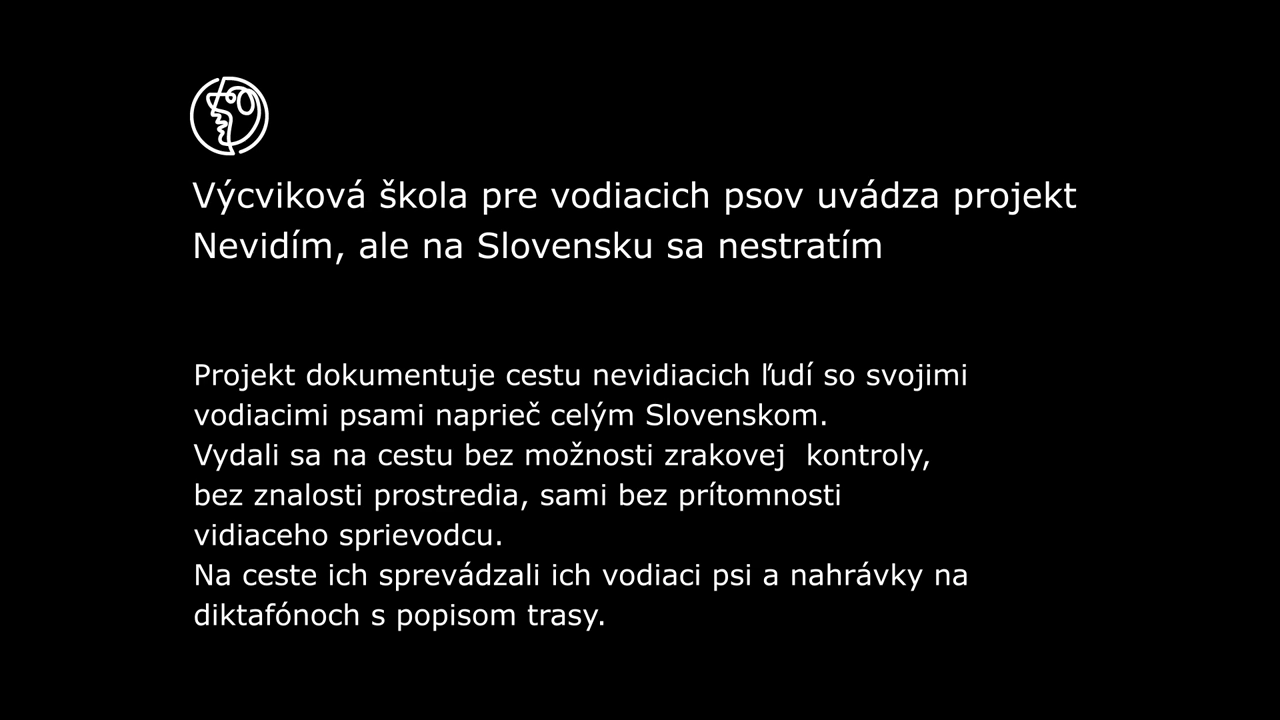 Výcviková škola pre vodiacich psov uvádza projekt
Nevidím, ale na Slovensku sa nestratím
Projekt dokumentuje cestu nevidiacich ľudí so svojimi
vodiacimi psami naprieč celým Slovenskom.
Vydali sa na cestu bez možnosti zrakovej  kontroly,
bez znalosti prostredia, sami bez prítomnosti
vidiaceho sprievodcu.
Na ceste ich sprevádzali ich vodiaci psi a nahrávky na
diktafónoch s popisom trasy.